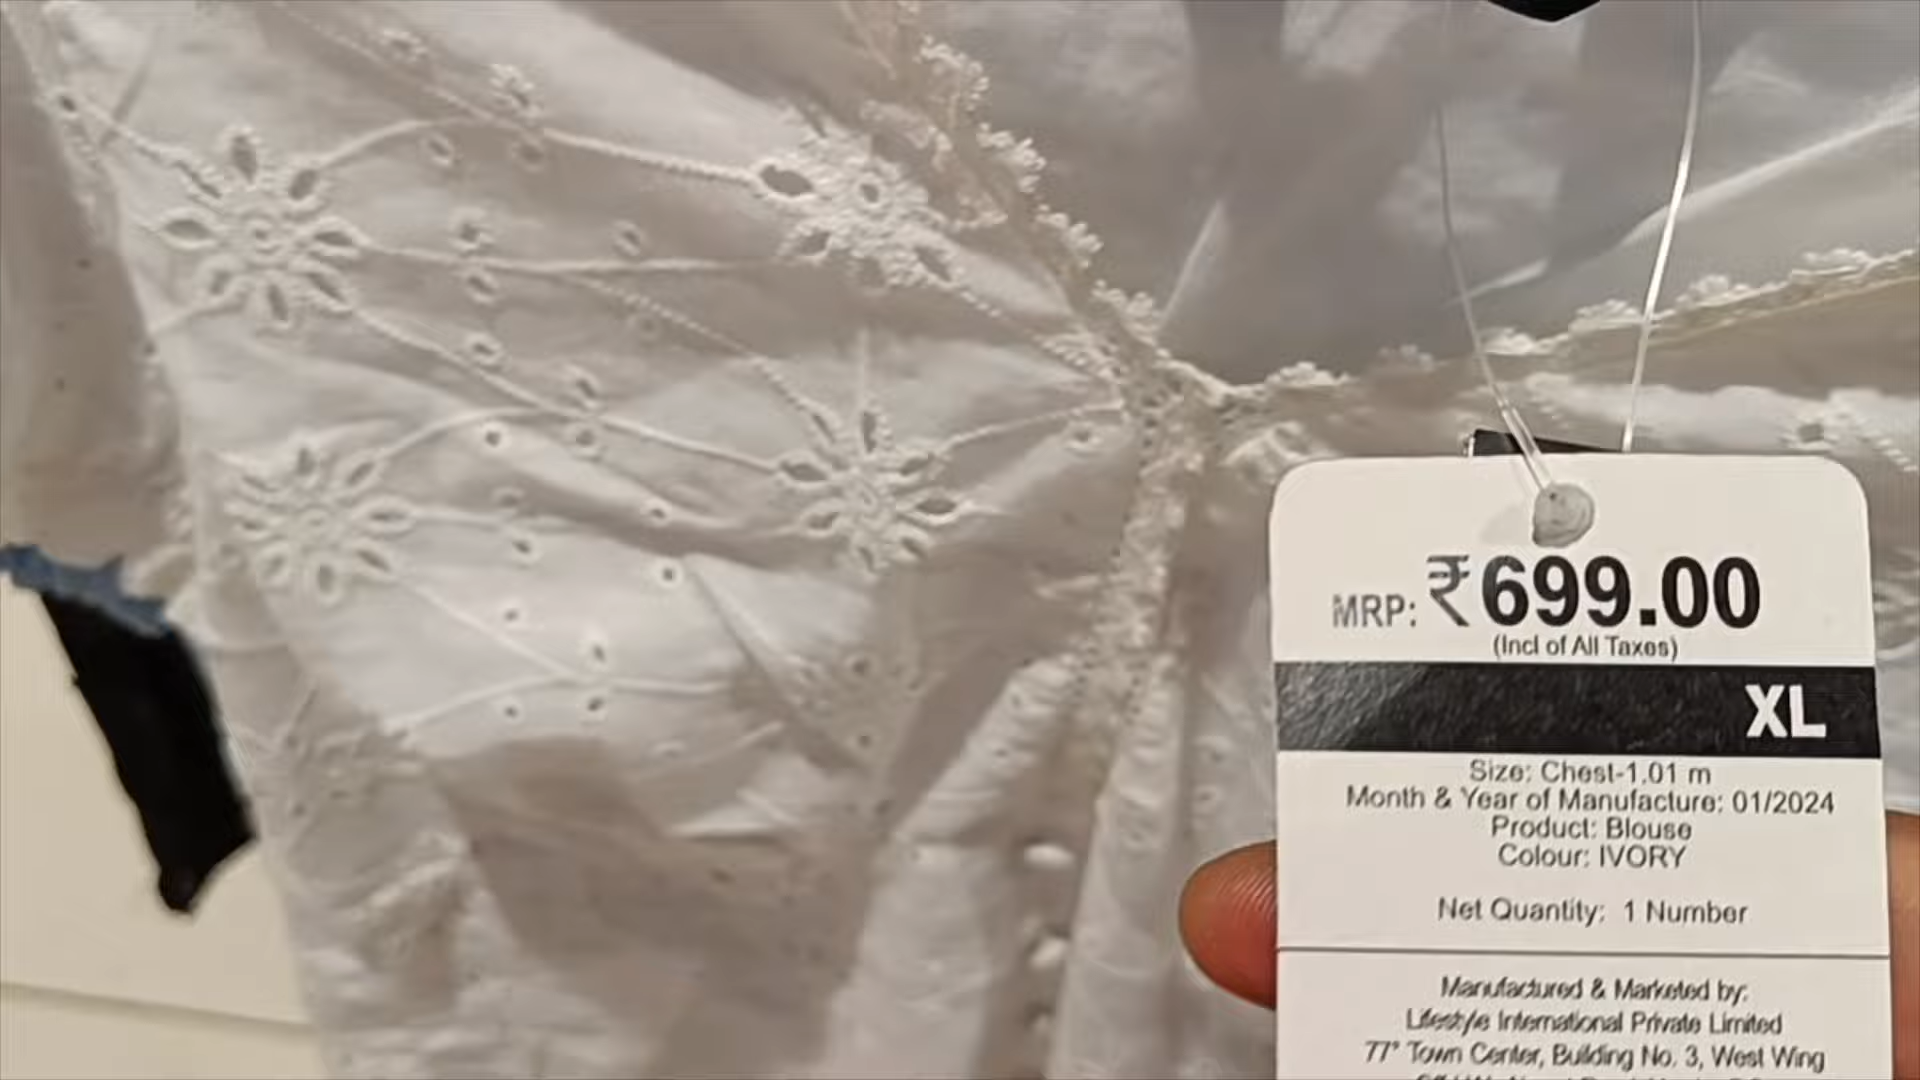 MRP: ₹699.00
(Incl of All Taxes)
XL
Size: Chest-1.01 m
Month & Year of Manufacture: 01/2024
Product: Blouse
Colour: IVORY
Net Quantity: 1 Number
Manufactured & Marketed by:
Lifestyle International Private Limited
77° Town Center, Building No. 3, West Wing